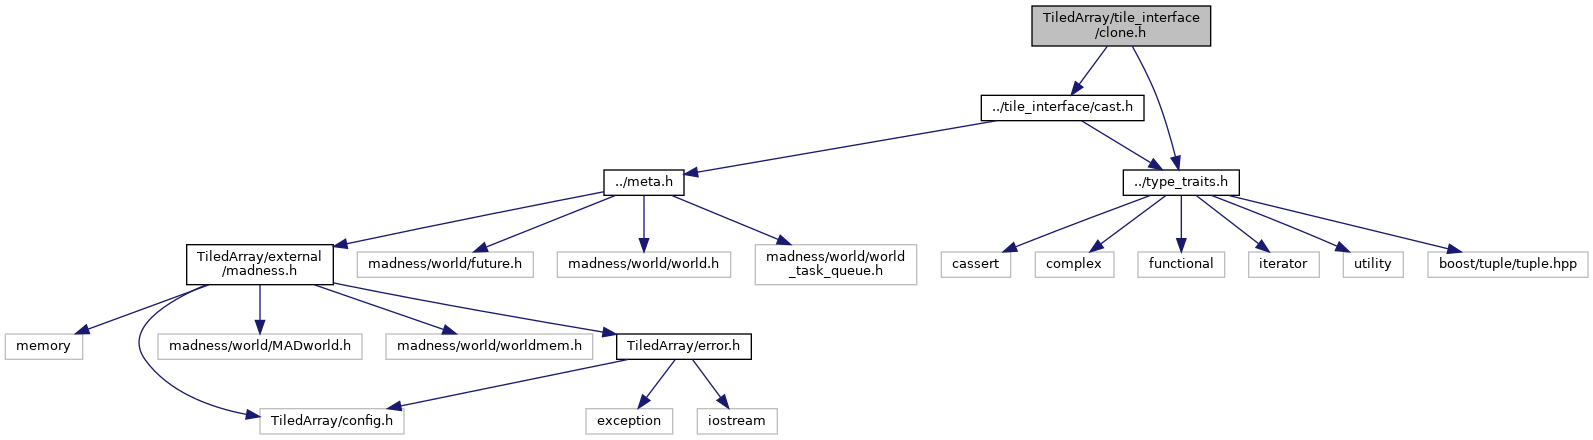 TiledArray/tile_interface
/clone.h
../tile_interface/cast.h
../meta.h
../type_traits.h
TiledArray/external
/madness.h
madness/world/future.h
madness/world/world.h
madness/world/world
_task_queue.h
cassert
complex
functional
iterator
utility
boost/tuple/tuple.hpp
memory
madness/world/MADworld.h
madness/world/worldmem.h
TiledArray/error.h
TiledArray/config.h
exception
iostream